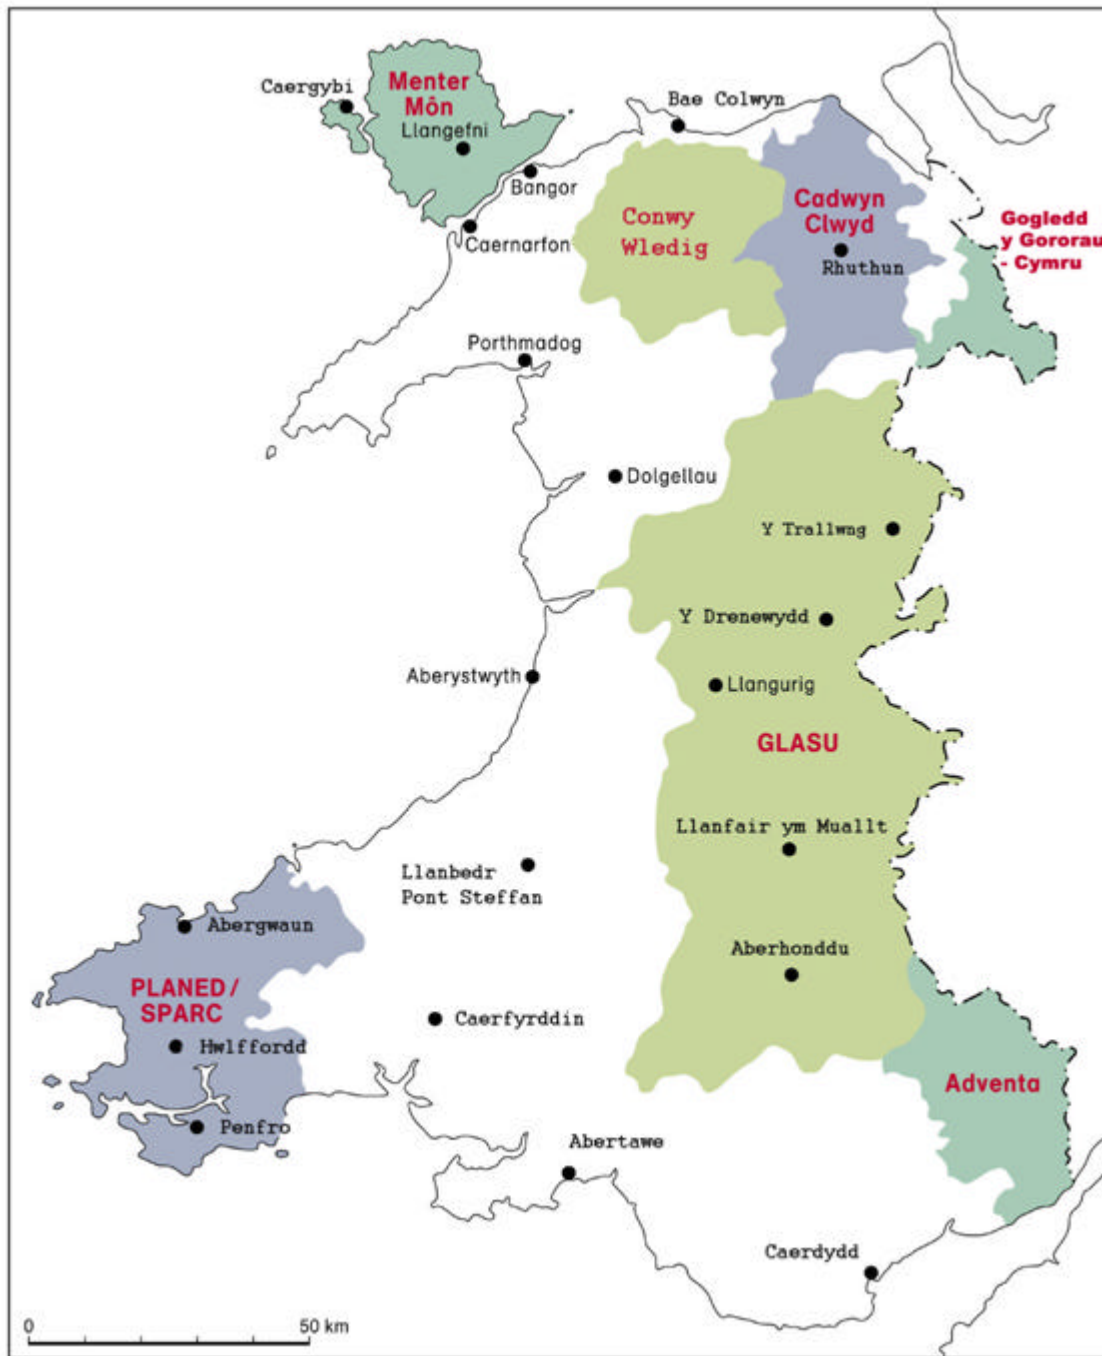 Caergybi
Menter
Môn
Llangefni
Bae Colwyn
Bangor
Caernarfon
Conwy
Wledig
Cadwyn
Clwyd
Rhuthun
Gogledd
y Gororau
- Cymru
Porthmadog
Dolgellau
Y Trallwng
Y Drenewydd
Aberystwyth
Llangurig
GLASU
Llanfair ym Muallt
Llanbedr
Pont Steffan
Abergwaun
Aberhonddu
PLANED /
SPARC
Caerfyrddin
Hwlffordd
Adventa
Penfro
Abertawe
Caerdydd
0 50 km